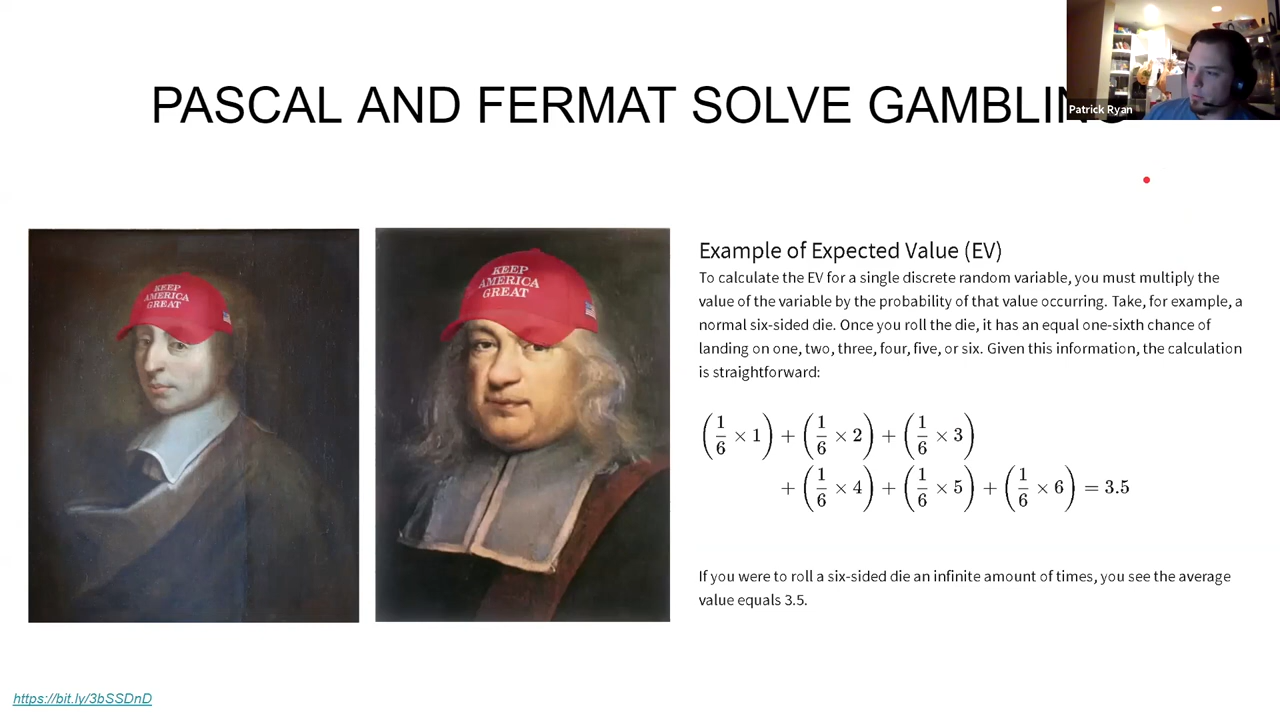 PASCAL AND FERMAT SOLVE GAMBLING
Patrick Ryan
KEEP
AMERICA
GREAT
KEEP
AMERICA
GREAT
Example of Expected Value (EV)
To calculate the EV for a single discrete random variable, you must multiply the
value of the variable by the probability of that value occurring. Take, for example, a
normal six-sided die. Once you roll the die, it has an equal one-sixth chance of
landing on one, two, three, four, five, or six. Given this information, the calculation
is straightforward:
(1/6 × 1) + (1/6 × 2) + (1/6 × 3)
+ (1/6 × 4) + (1/6 × 5) + (1/6 × 6) = 3.5
If you were to roll a six-sided die an infinite amount of times, you see the average
value equals 3.5.
https://bit.ly/3bSSDnD